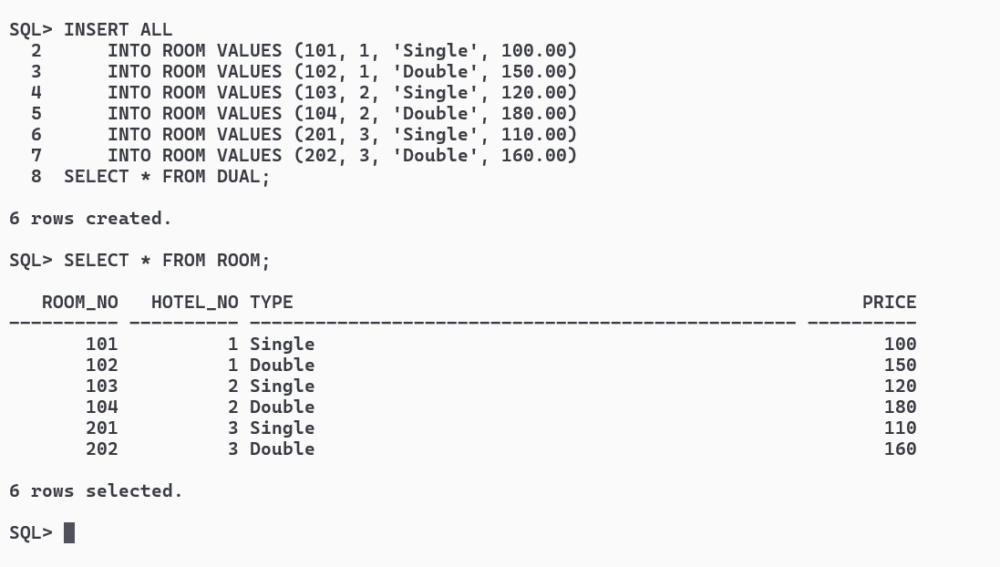 SQL> INSERT ALL
  2      INTO ROOM VALUES (101, 1, 'Single', 100.00)
  3      INTO ROOM VALUES (102, 1, 'Double', 150.00)
  4      INTO ROOM VALUES (103, 2, 'Single', 120.00)
  5      INTO ROOM VALUES (104, 2, 'Double', 180.00)
  6      INTO ROOM VALUES (201, 3, 'Single', 110.00)
  7      INTO ROOM VALUES (202, 3, 'Double', 160.00)
  8  SELECT * FROM DUAL;

6 rows created.

SQL> SELECT * FROM ROOM;

   ROOM_NO   HOTEL_NO TYPE                                                    PRICE
---------- ---------- -------------------------------------------------- ----------
       101          1 Single                                                    100
       102          1 Double                                                    150
       103          2 Single                                                    120
       104          2 Double                                                    180
       201          3 Single                                                    110
       202          3 Double                                                    160

6 rows selected.

SQL>